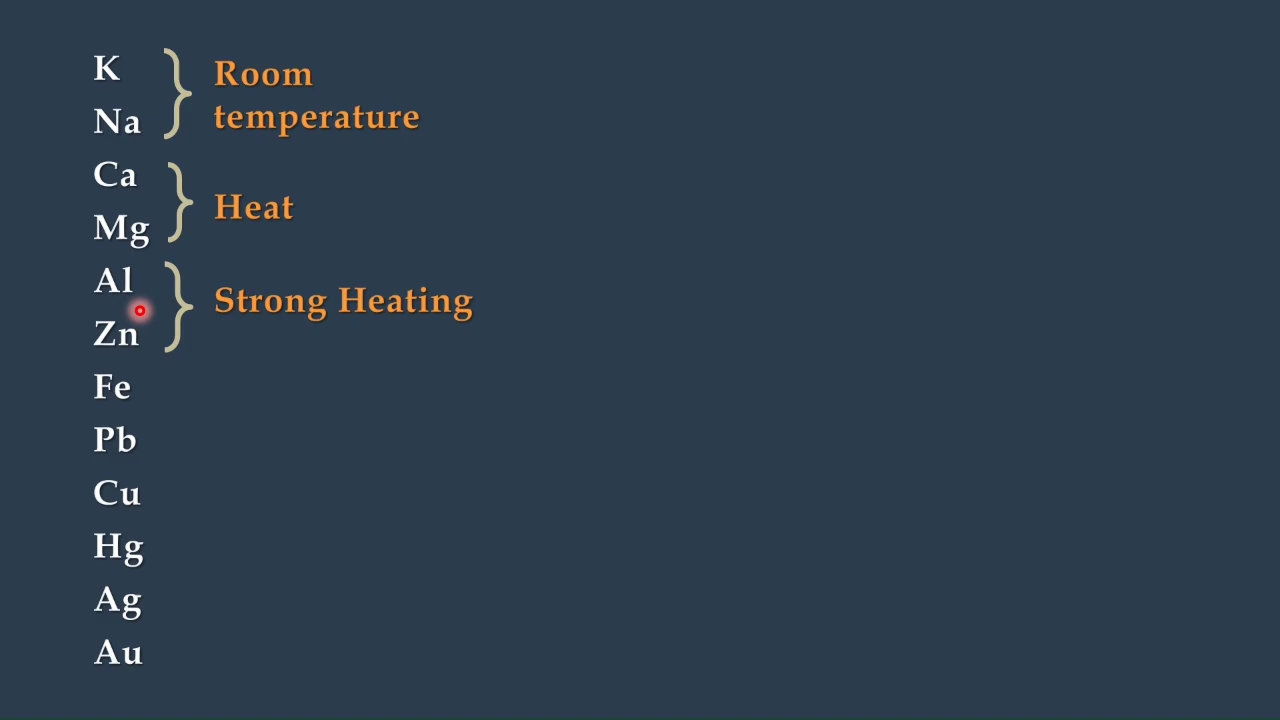 K
Na
Ca
Mg
Al
Zn
Fe
Pb
Cu
Hg
Ag
Au
Room
temperature
Heat
Strong Heating